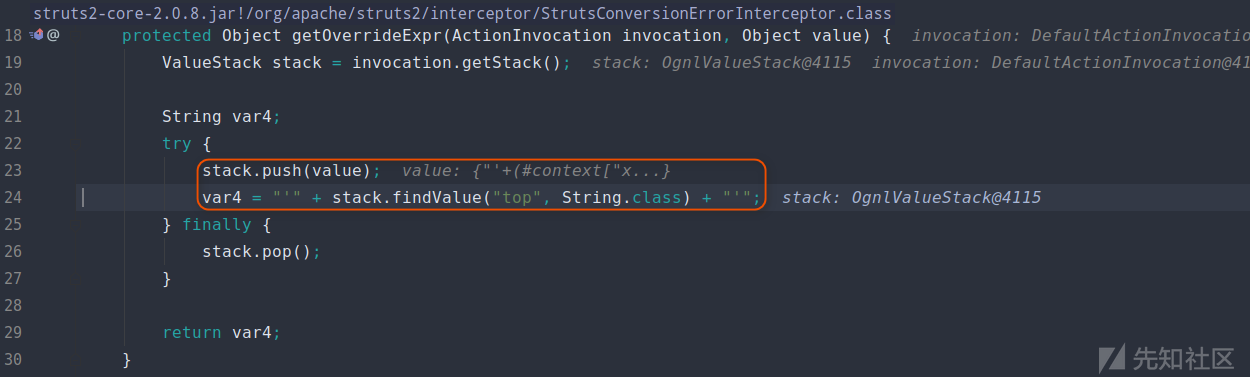 struts2-core-2.0.8.jar!/org/apache/struts2/interceptor/StrutsConversionErrorInterceptor.class
18 @ protected Object getOverrideExpr(ActionInvocation invocation, Object value) { invocation: DefaultActionInvocatio
19 ValueStack stack = invocation.getStack(); stack: OgnlValueStack@4115 invocation: DefaultActionInvocation@41
20
21 String var4;
22 try {
23 stack.push(value); value: {"'+(#context["x...}
24 var4 = "'" + stack.findValue("top", String.class) + "'"; stack: OgnlValueStack@4115
25 } finally {
26 stack.pop();
27 }
28
29 return var4;
30 }
先知社区